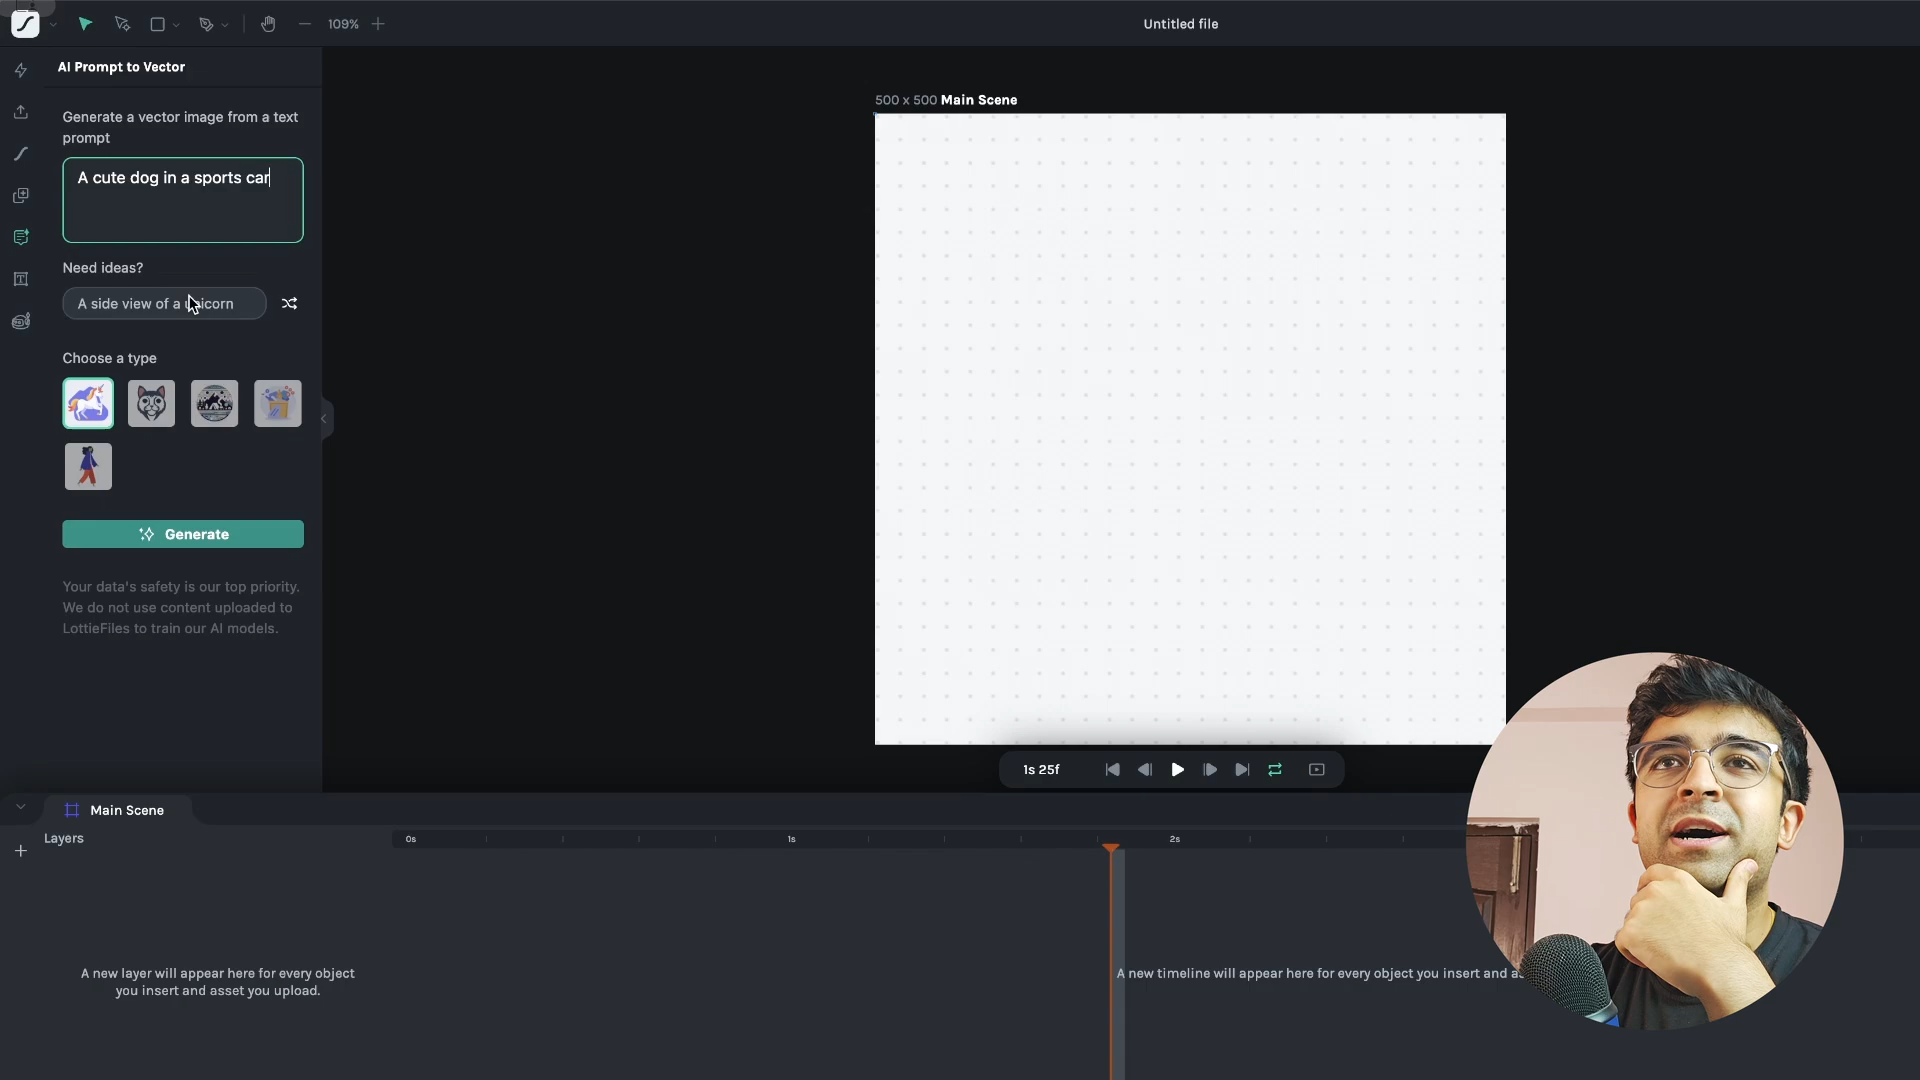 109%
Untitled file
AI Prompt to Vector
Generate a vector image from a text
prompt
A cute dog in a sports car
Need ideas?
A side view of a unicorn
Choose a type
Generate
Your data's safety is our top priority.
We do not use content uploaded to
LottieFiles to train our AI models.
500 x 500 Main Scene
1s 25f
Main Scene
Layers
0s
1s
2s
A new layer will appear here for every object
you insert and asset you upload.
A new timeline will appear here for every object you insert and